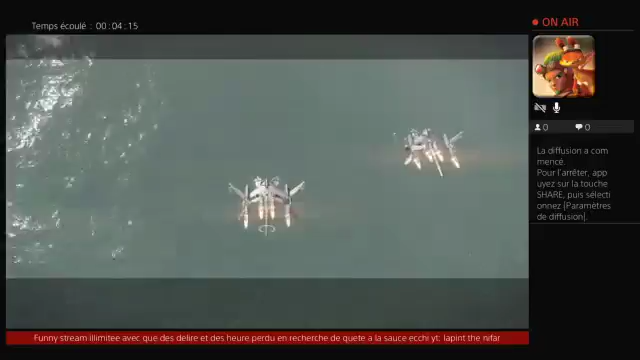 Temps écoulé : 00:04:15
ON AIR
0 0
La diffusion a com
mencé.
Pour l'arrêter, app
uyez sur la touche
SHARE, puis sélecti
onnez [Paramètres
de diffusion].
Funny stream illimitee avec que des delire et des heure perdu en recherche de quete a la sauce ecchi yt: lapint the nifar